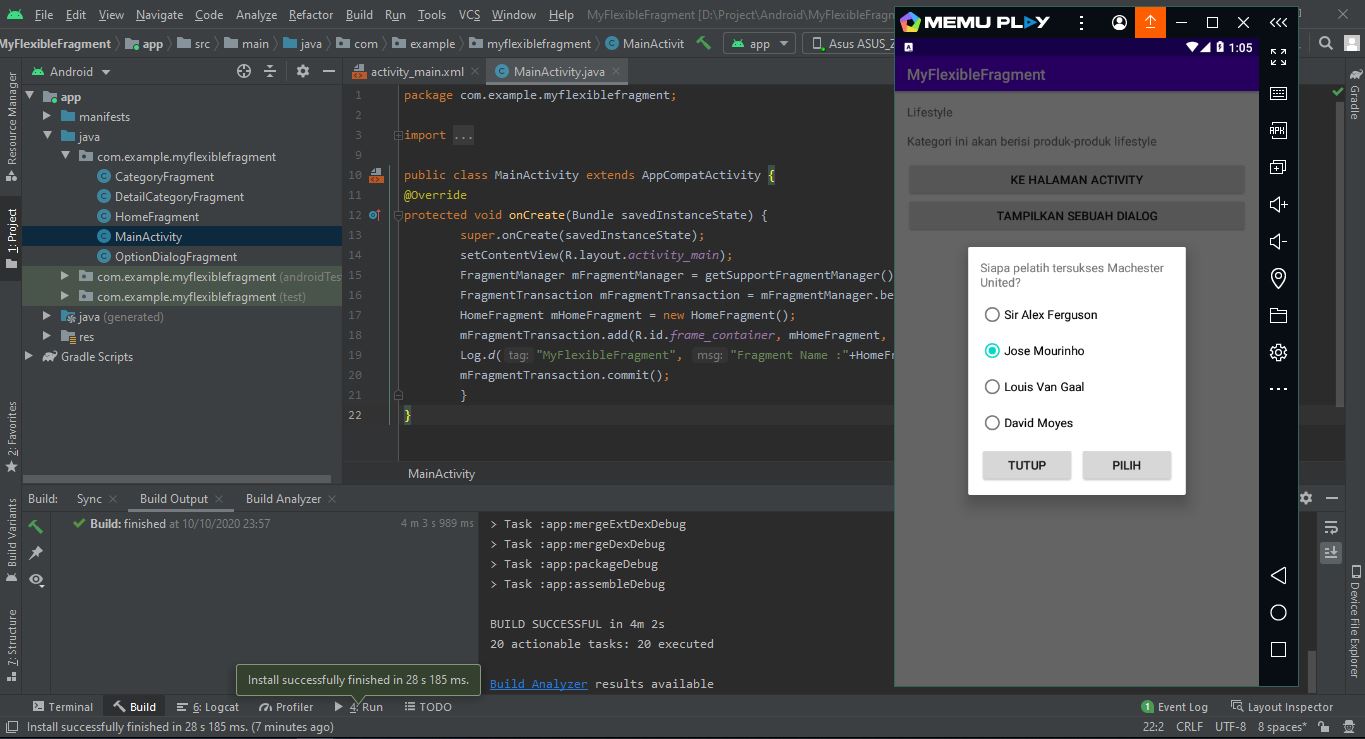 File Edit View Navigate Code Analyze Refactor Build Run Tools VCS Window Help MyFlexibleFragment [D:\Project\Android\MyFlexibleFragm
MyFlexibleFragment app src main java com example myflexiblefragment MainActivit app Asus ASUS_Z
Android
activity_main.xml
MainActivity.java
Resource Manager
1: Project
2: Favorites
Build Variants
7: Structure
app
manifests
java
com.example.myflexiblefragment
CategoryFragment
DetailCategoryFragment
HomeFragment
MainActivity
OptionDialogFragment
com.example.myflexiblefragment (androidTes
com.example.myflexiblefragment (test)
java (generated)
res
Gradle Scripts
1 package com.example.myflexiblefragment;
2
3 import ...
9
10 public class MainActivity extends AppCompatActivity {
11 @Override
12 protected void onCreate(Bundle savedInstanceState) {
13 super.onCreate(savedInstanceState);
14 setContentView(R.layout.activity_main);
15 FragmentManager mFragmentManager = getSupportFragmentManager()
16 FragmentTransaction mFragmentTransaction = mFragmentManager.be
17 HomeFragment mHomeFragment = new HomeFragment();
18 mFragmentTransaction.add(R.id.frame_container, mHomeFragment,
19 Log.d( tag: "MyFlexibleFragment", msg: "Fragment Name :"+HomeFr
20 mFragmentTransaction.commit();
21 }
22 }
MainActivity
MEMU PLAY
A
1:05
MyFlexibleFragment
Lifestyle
Kategori ini akan berisi produk-produk lifestyle
KE HALAMAN ACTIVITY
TAMPILKAN SEBUAH DIALOG
Siapa pelatih tersukses Machester
United?
Sir Alex Ferguson
Jose Mourinho
Louis Van Gaal
David Moyes
TUTUP PILIH
APK
Gradle
Device File Explorer
Build: Sync Build Output Build Analyzer
Build: finished at 10/10/2020 23:57 4 m 3 s 989 ms
> Task :app:mergeExtDexDebug
> Task :app:mergeDexDebug
> Task :app:packageDebug
> Task :app:assembleDebug
BUILD SUCCESSFUL in 4m 2s
20 actionable tasks: 20 executed
Build Analyzer results available
Install successfully finished in 28 s 185 ms.
Terminal Build 6: Logcat Profiler 4: Run TODO 1 Event Log Layout Inspector
Install successfully finished in 28 s 185 ms. (7 minutes ago) 22:2 CRLF UTF-8 8 spaces*